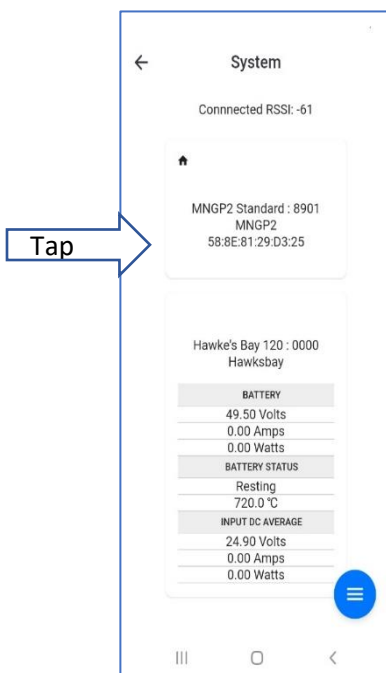 System
Connnected RSSI: -61
MNGP2 Standard : 8901
MNGP2
58:8E:81:29:D3:25
Tap
Hawke's Bay 120 : 0000
Hawksbay
BATTERY
49.50 Volts
0.00 Amps
0.00 Watts
BATTERY STATUS
Resting
720.0 °C
INPUT DC AVERAGE
24.90 Volts
0.00 Amps
0.00 Watts